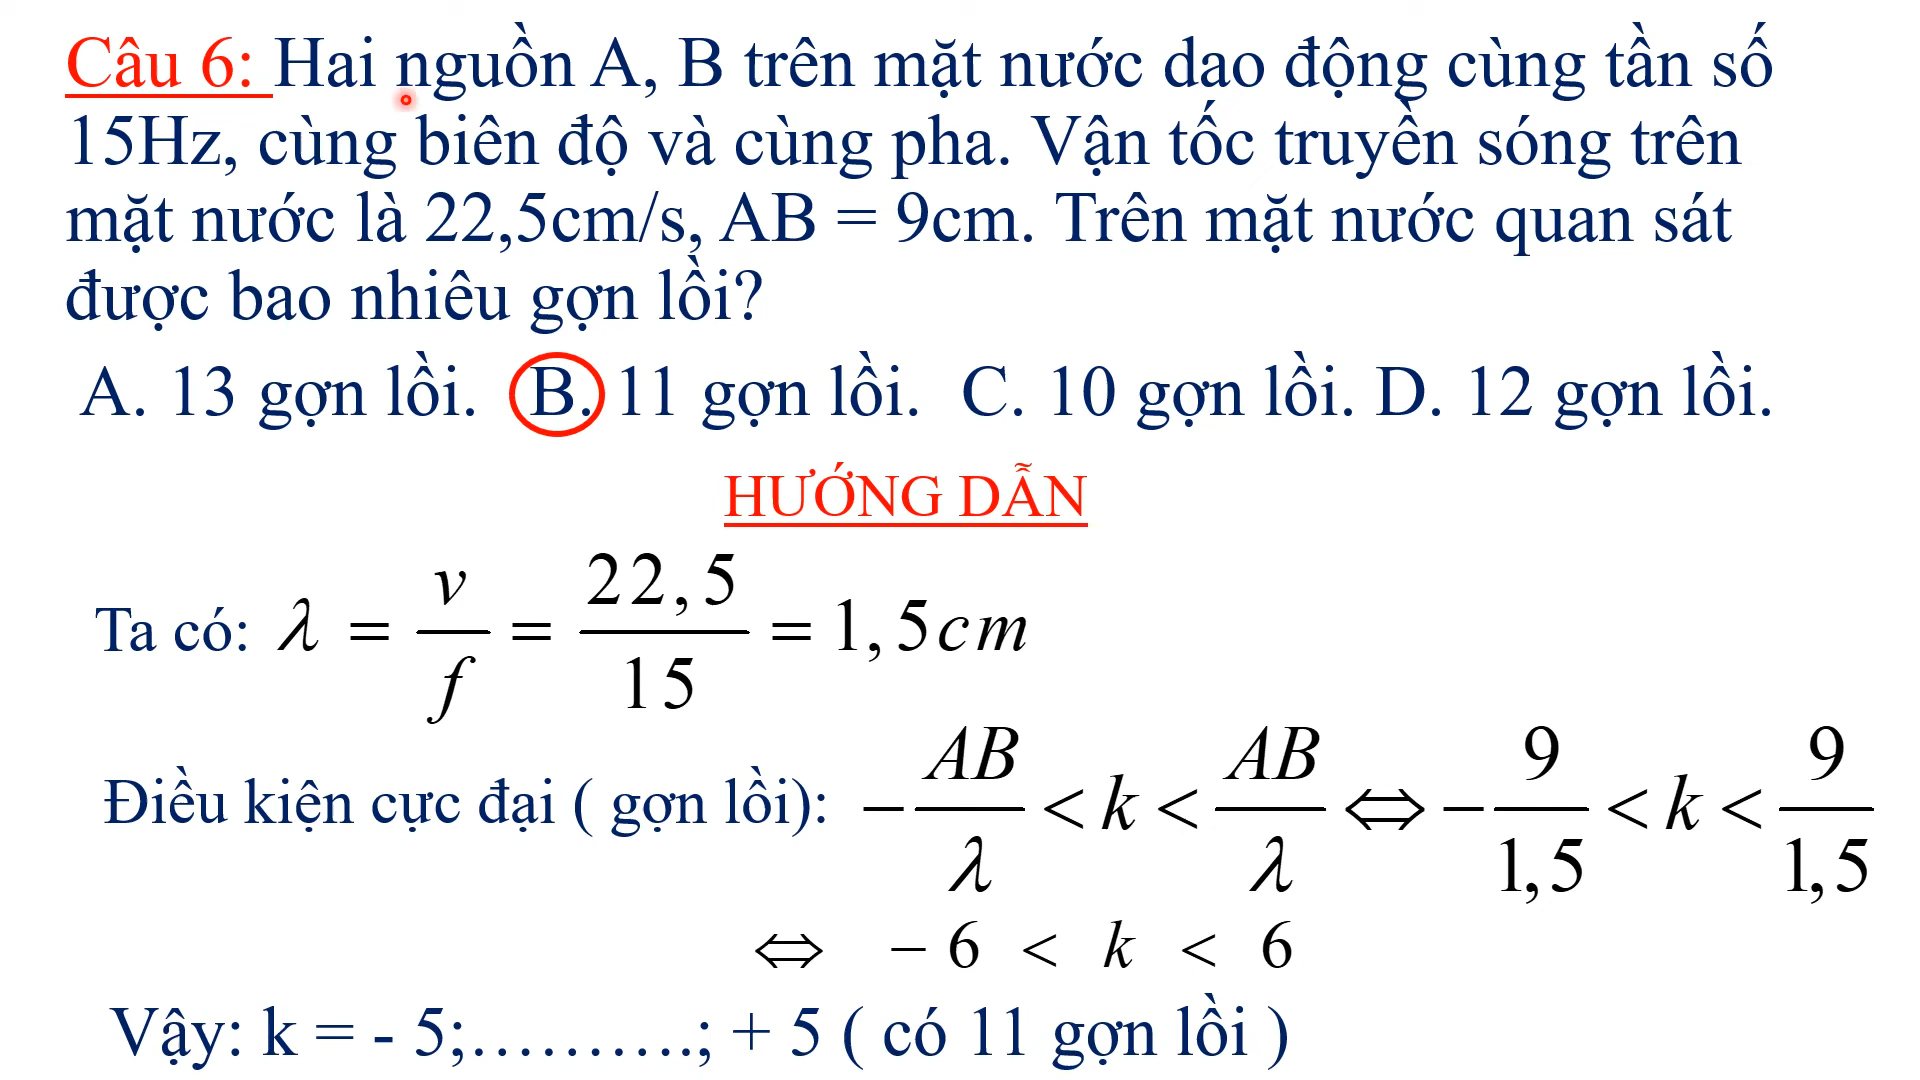 Câu 6: Hai nguồn A, B trên mặt nước dao động cùng tần số
15Hz, cùng biên độ và cùng pha. Vận tốc truyền sóng trên
mặt nước là 22,5cm/s, AB = 9cm. Trên mặt nước quan sát
được bao nhiêu gợn lồi?
A. 13 gợn lồi. B. 11 gợn lồi. C. 10 gợn lồi. D. 12 gợn lồi.
HƯỚNG DẪN
Ta có: λ = v/f = 22,5/15 = 1,5cm
Điều kiện cực đại ( gợn lồi): −AB/λ < k < AB/λ ⇔ −9/1,5 < k < 9/1,5
⇔ − 6 < k < 6
Vậy: k = - 5;……….; + 5 ( có 11 gợn lồi )